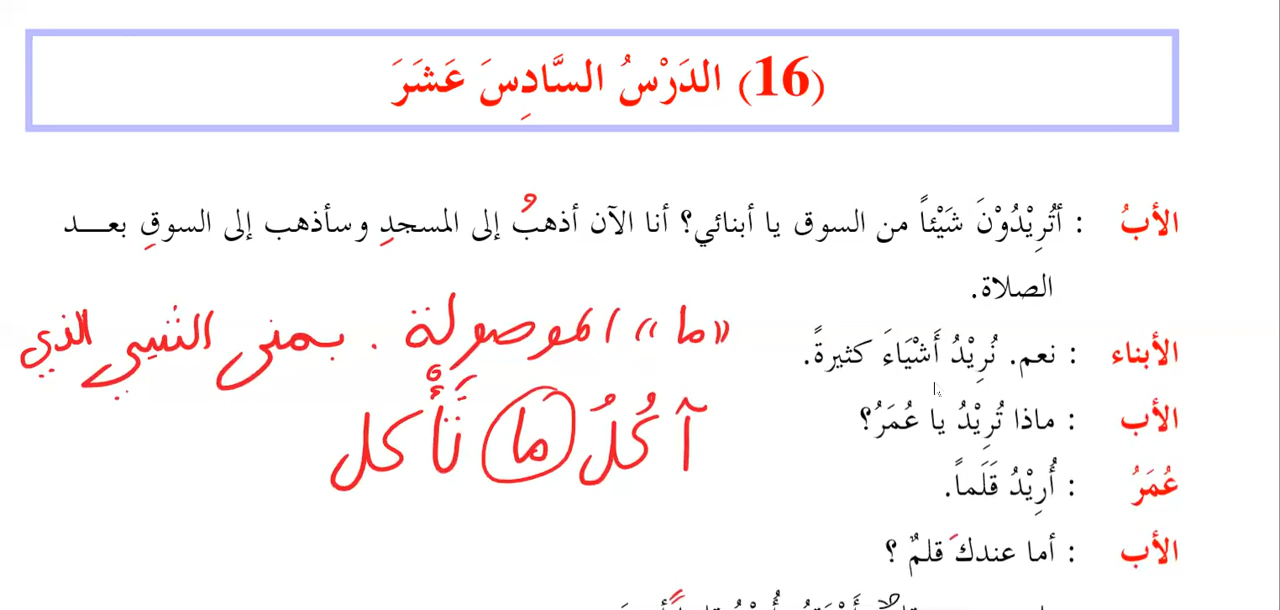 (16) الدَرْسُ السَّادِسَ عَشَرَ
الأبُ : أَتُرِيْدُوْنَ شَيْئاً من السوق يا أبنائي؟ أنا الآن أذهبُ إلى المسجدِ وسأذهب إلى السوقِ بعـــد
الصلاة.
«ما» الموصولة . بمعنى الشيء الذي
الأبناء : نعم. نُرِيْدُ أَشْيَاءَ كثيرةً.
آكُلُ ما تَأْكل
الأب : ماذا تُرِيْدُ يا عُمَرُ؟
عُمَرُ : أُرِيْدُ قَلَماً.
الأب : أما عندكَ قلمٌ ؟